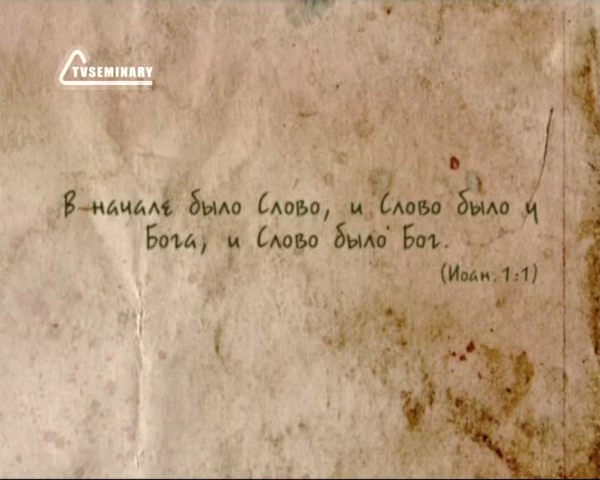 TVSEMINARY
В начале было Слово, и Слово было у
Бога, и Слово было Бог.
(Иоан. 1:1)